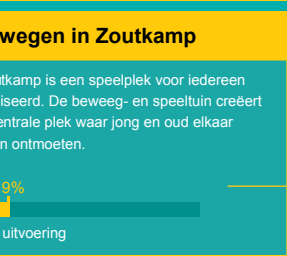 wegen in Zoutkamp
utkamp is een speelplek voor iedereen
iseerd. De beweeg- en speeltuin creëert
entrale plek waar jong en oud elkaar
n ontmoeten.
9%
uitvoering